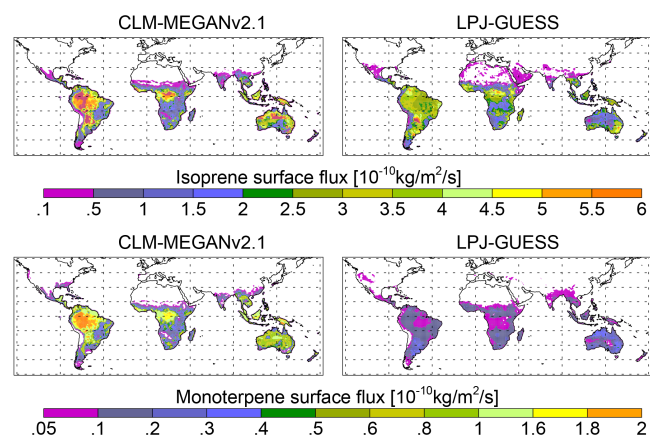 CLM-MEGANv2.1 LPJ-GUESS
Isoprene surface flux [10⁻¹⁰kg/m²/s]
.1 .5 1 1.5 2 2.5 3 3.5 4 4.5 5 5.5 6
CLM-MEGANv2.1 LPJ-GUESS
Monoterpene surface flux [10⁻¹⁰kg/m²/s]
.05 .1 .2 .3 .4 .5 .6 .8 1 1.6 1.8 2